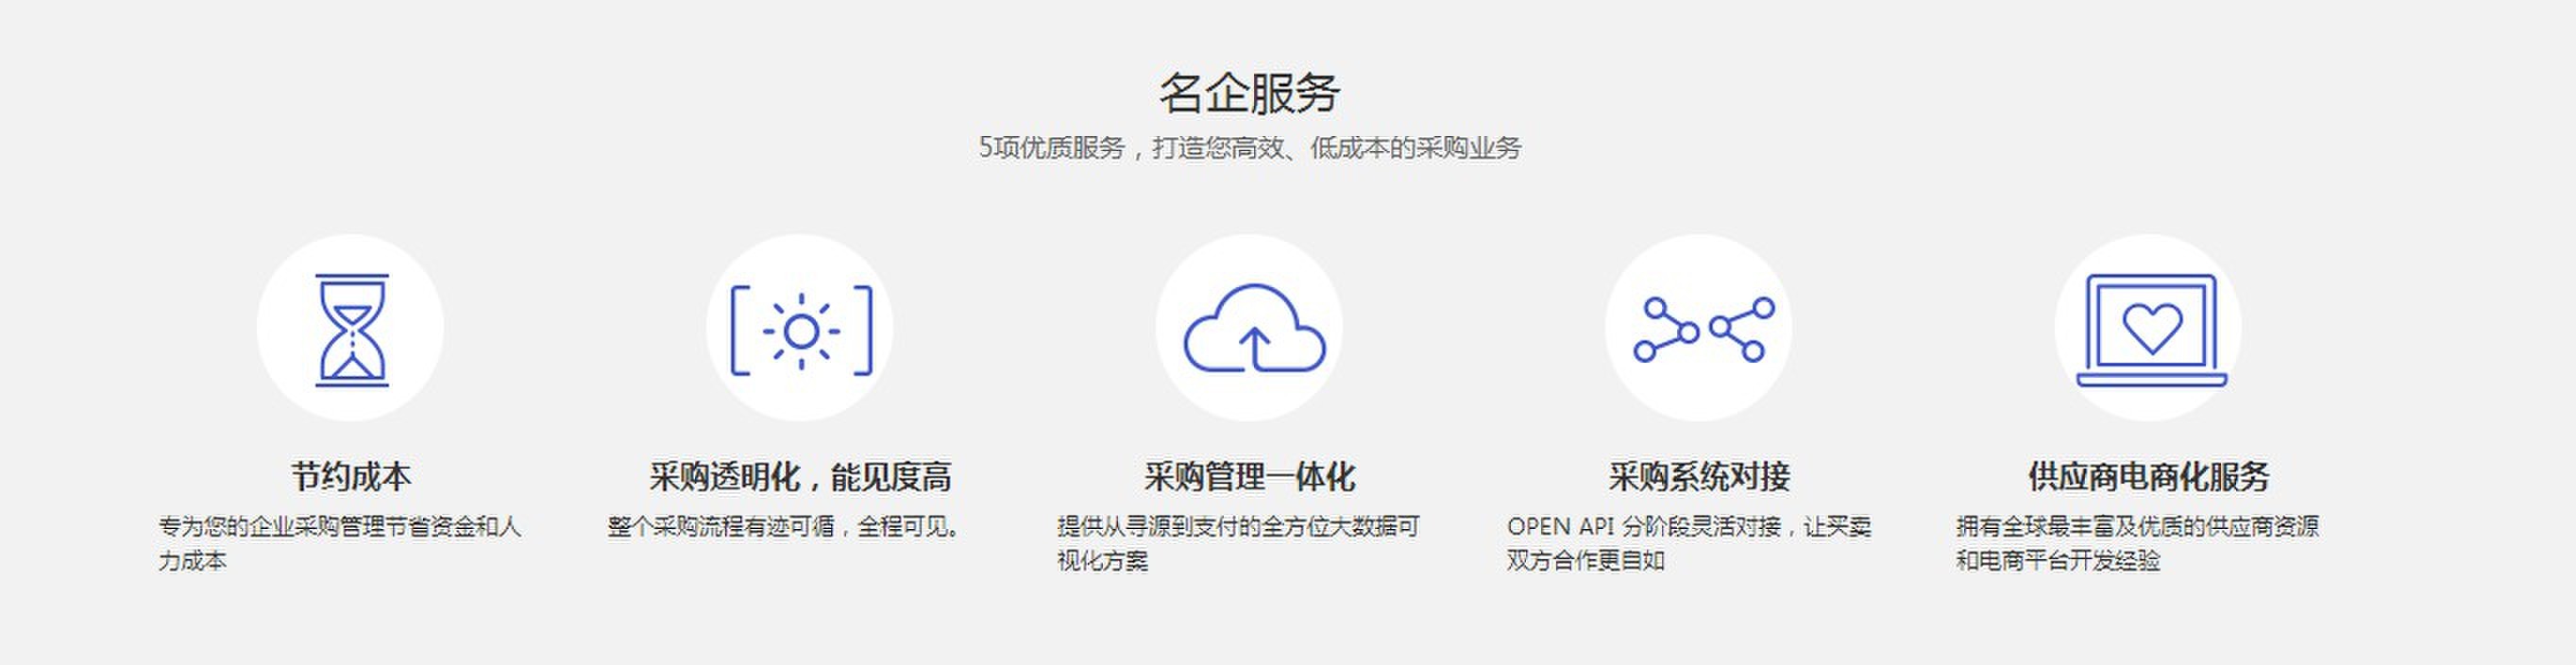 名企服务
5项优质服务，打造您高效、低成本的采购业务
节约成本
专为您的企业采购管理节省资金和人
力成本
采购透明化，能见度高
整个采购流程有迹可循，全程可见。
采购管理一体化
提供从寻源到支付的全方位大数据可
视化方案
采购系统对接
OPEN API 分阶段灵活对接，让买卖
双方合作更自如
供应商电商化服务
拥有全球最丰富及优质的供应商资源
和电商平台开发经验